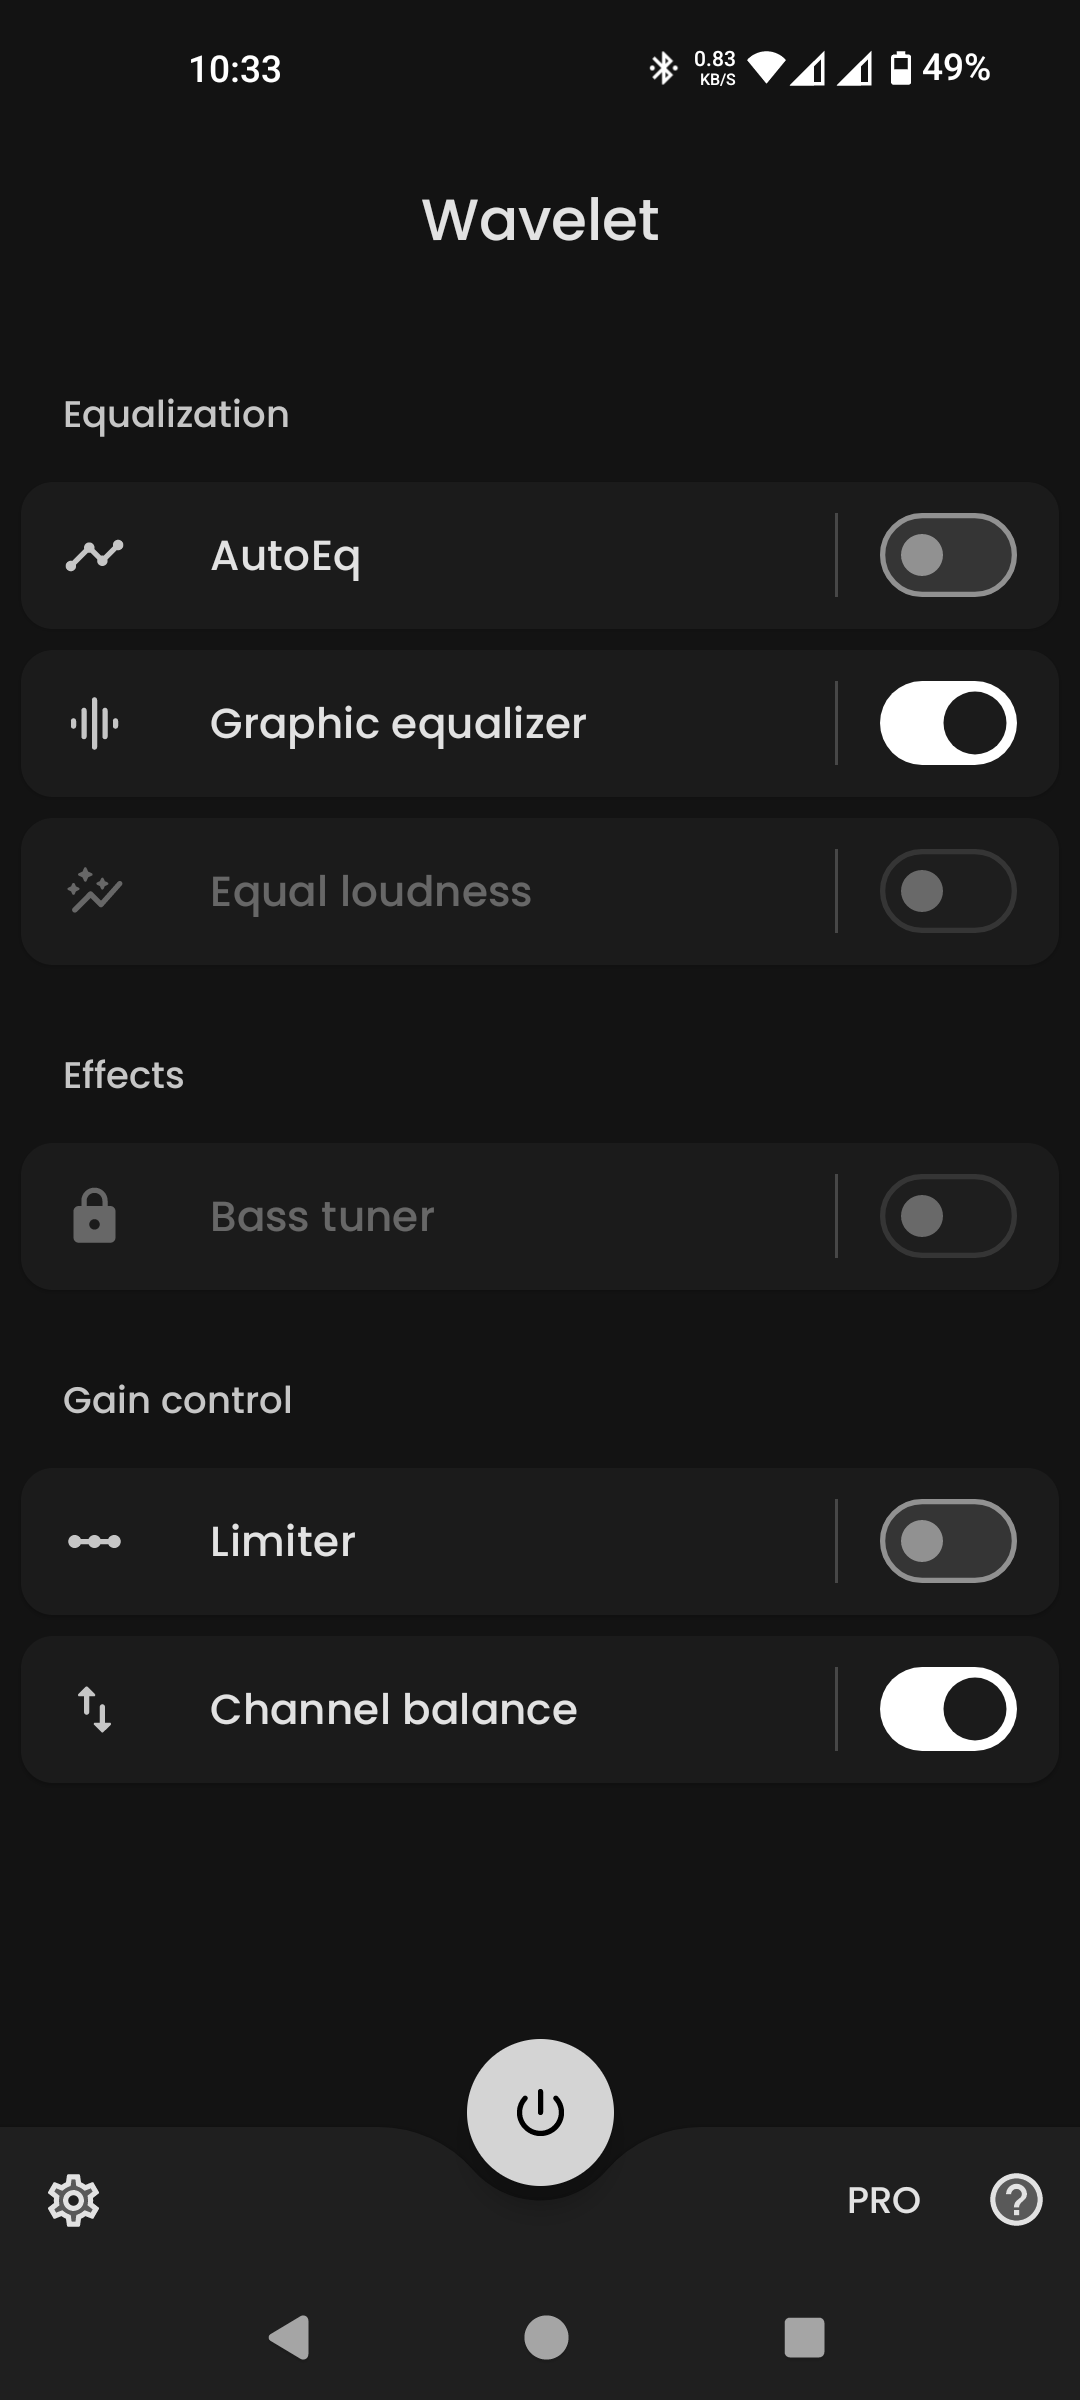 10:33
0.83
KB/S
49%
Wavelet
Equalization
AutoEq
Graphic equalizer
Equal loudness
Effects
Bass tuner
Gain control
Limiter
Channel balance
PRO